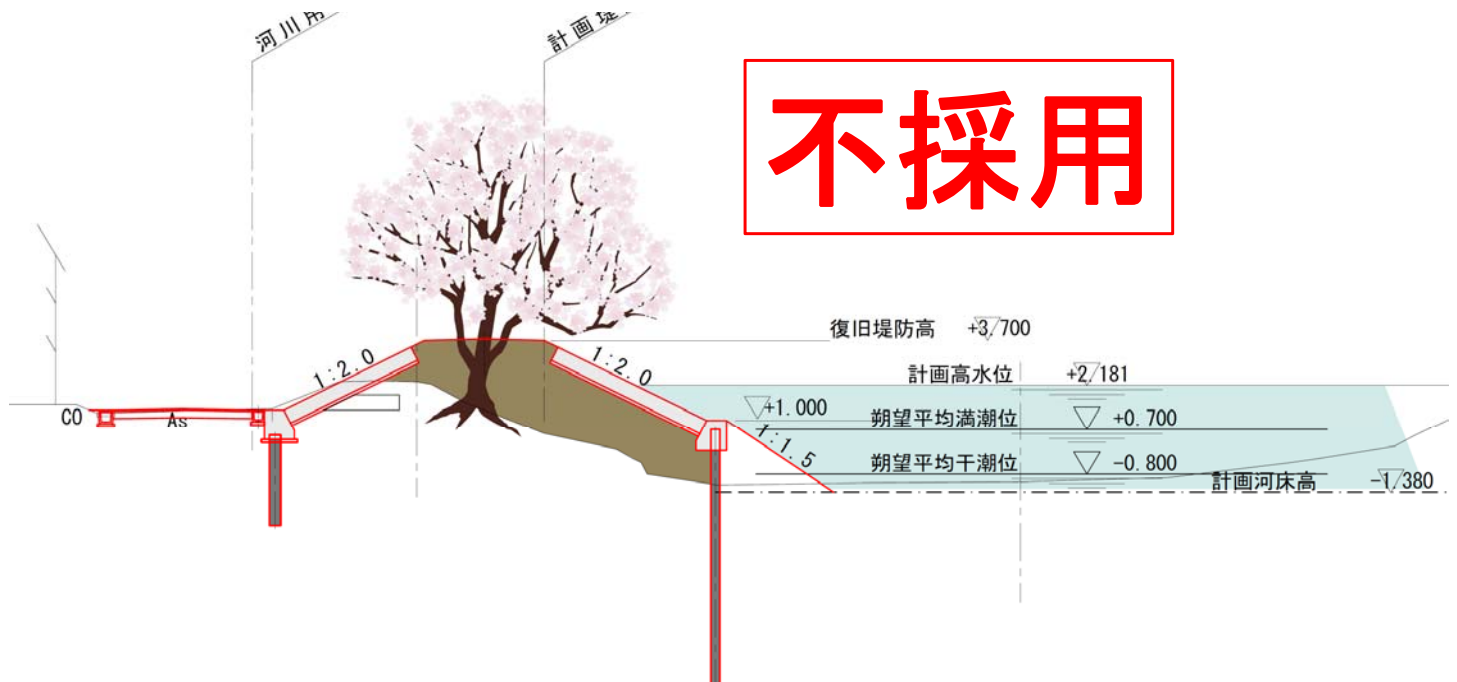 河川用
計画堤
不採用
復旧堤防高 +3.700
1:2.0
1:2.0
計画高水位 +2.181
+1.000
朔望平均満潮位 +0.700
CO
As
1:1.5
朔望平均干潮位 -0.800
計画河床高 -1.380